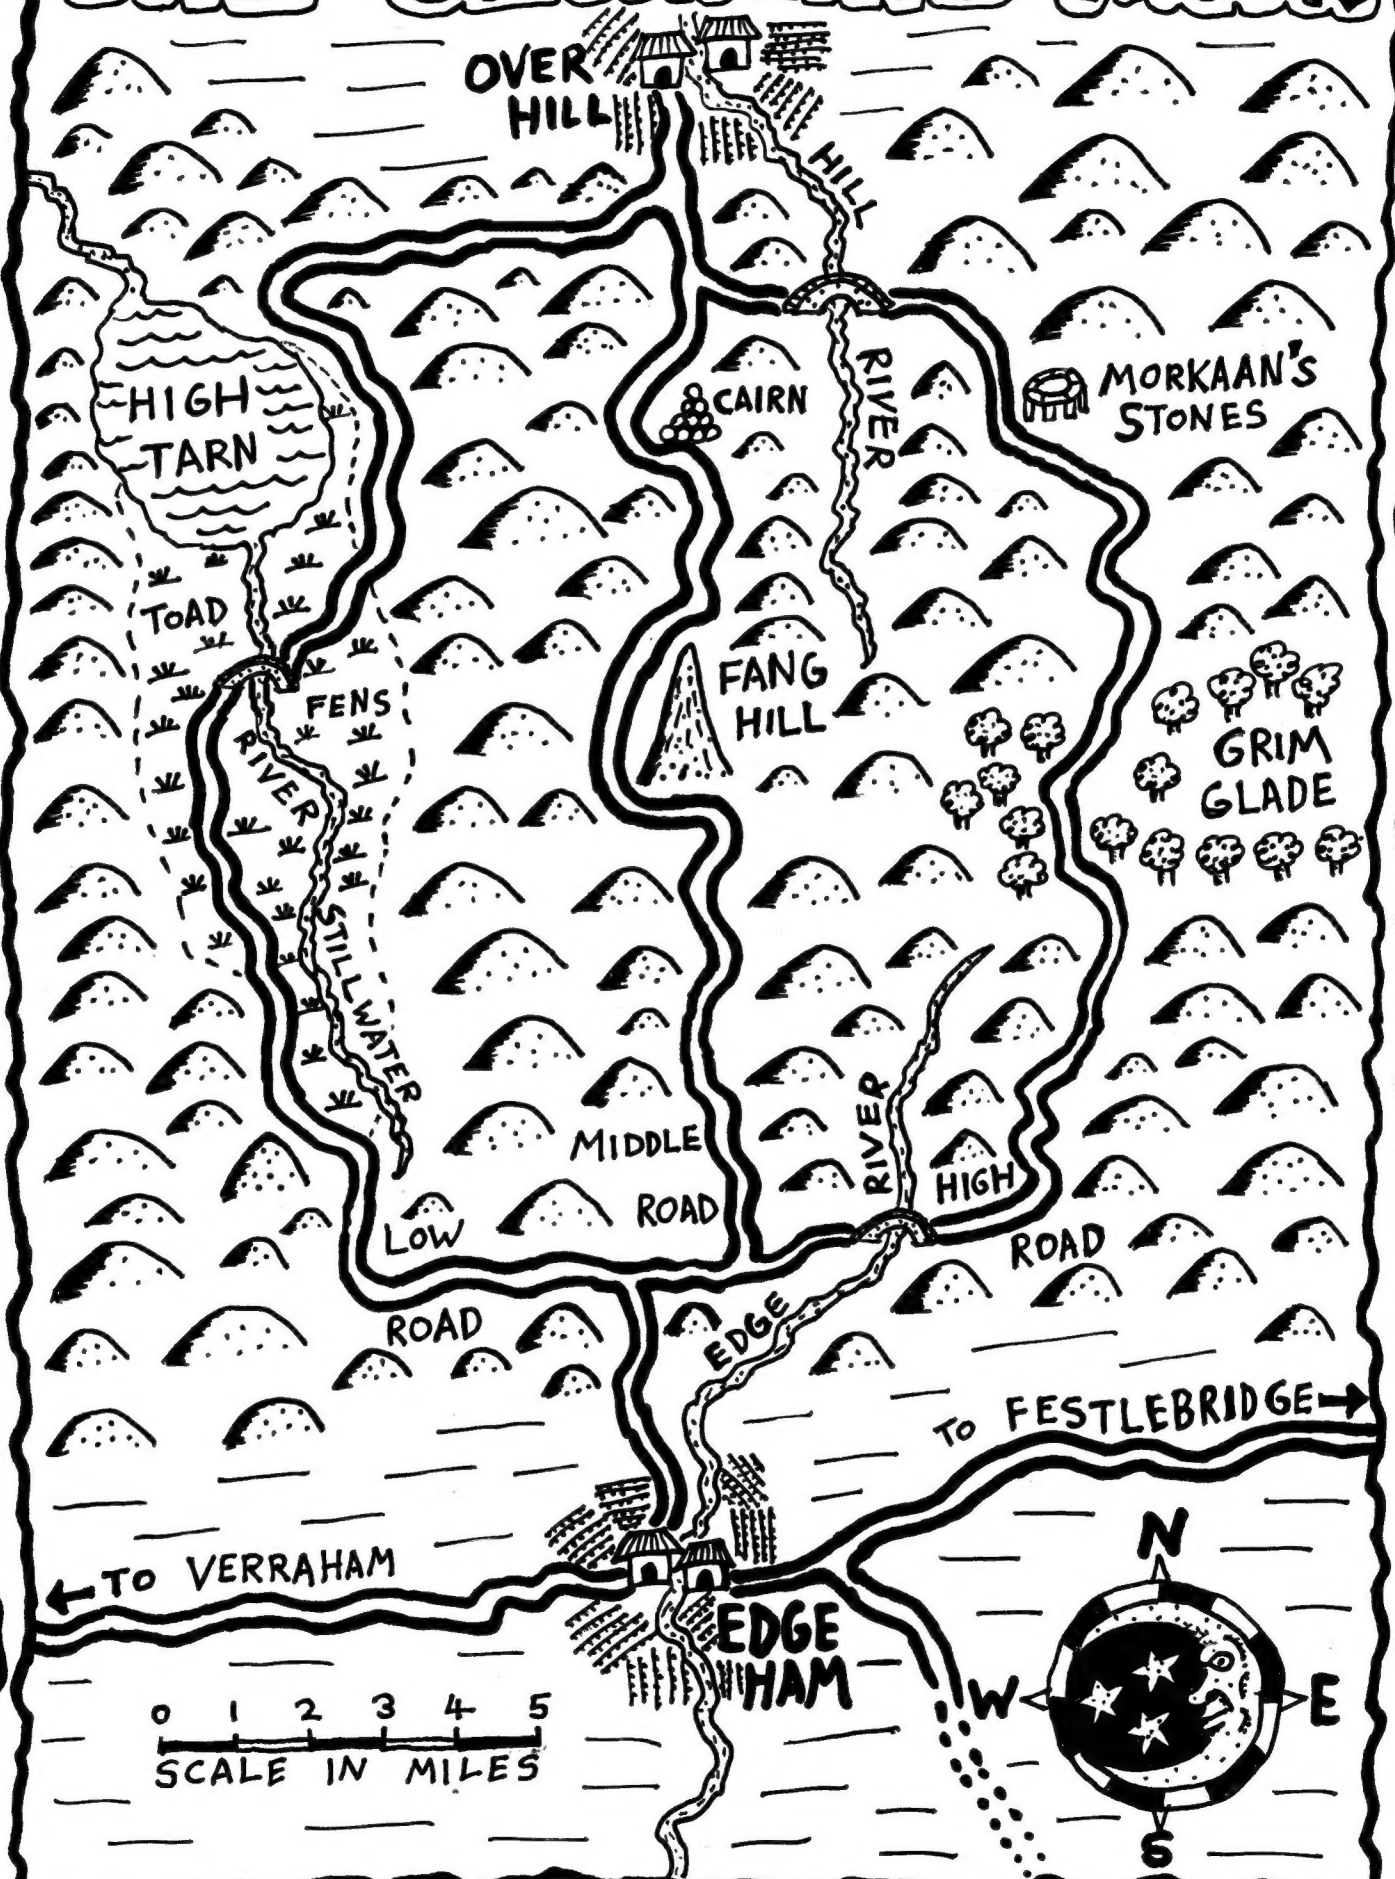 OVER
HILL
HILL
RIVER
HIGH
TARN
CAIRN
MORKAAN'S
STONES
TOAD
FENS
FANG
HILL
GRIM
GLADE
RIVER
STILLWATER
MIDDLE
ROAD
RIVER
EDGE
HIGH
ROAD
LOW
ROAD
TO FESTLEBRIDGE
TO VERRAHAM
EDGE
HAM
0 1 2 3 4 5
SCALE IN MILES
N
W E
S